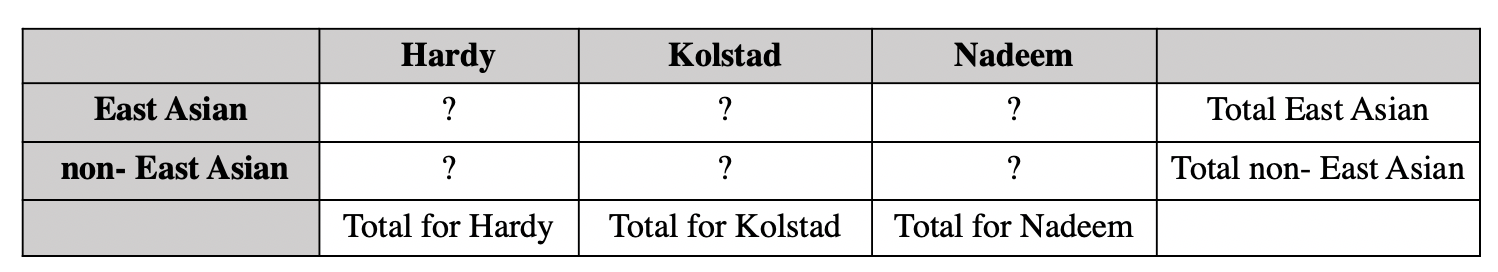 Hardy Kolstad Nadeem
East Asian ? ? ? Total East Asian
non- East Asian ? ? ? Total non- East Asian
Total for Hardy Total for Kolstad Total for Nadeem